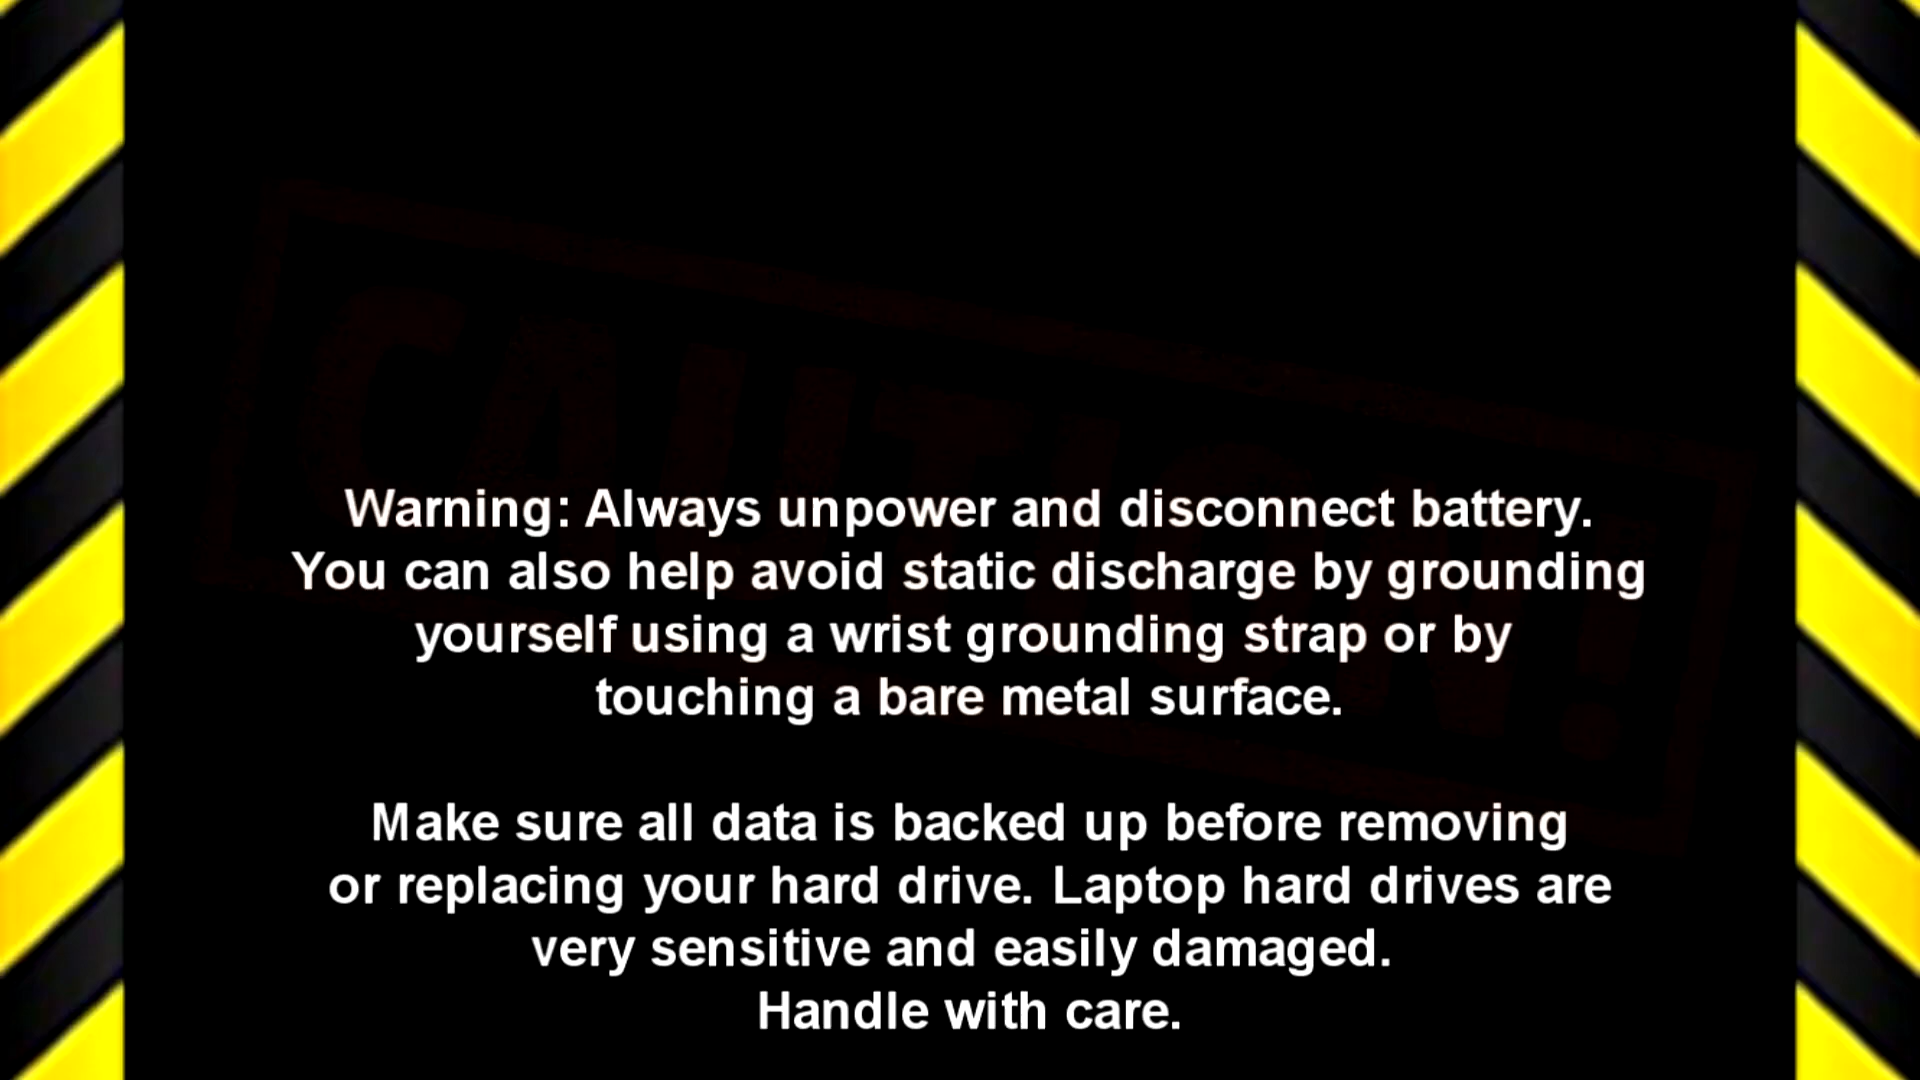 CAUTION!
Warning: Always unpower and disconnect battery.
You can also help avoid static discharge by grounding
yourself using a wrist grounding strap or by
touching a bare metal surface.
Make sure all data is backed up before removing
or replacing your hard drive. Laptop hard drives are
very sensitive and easily damaged.
Handle with care.